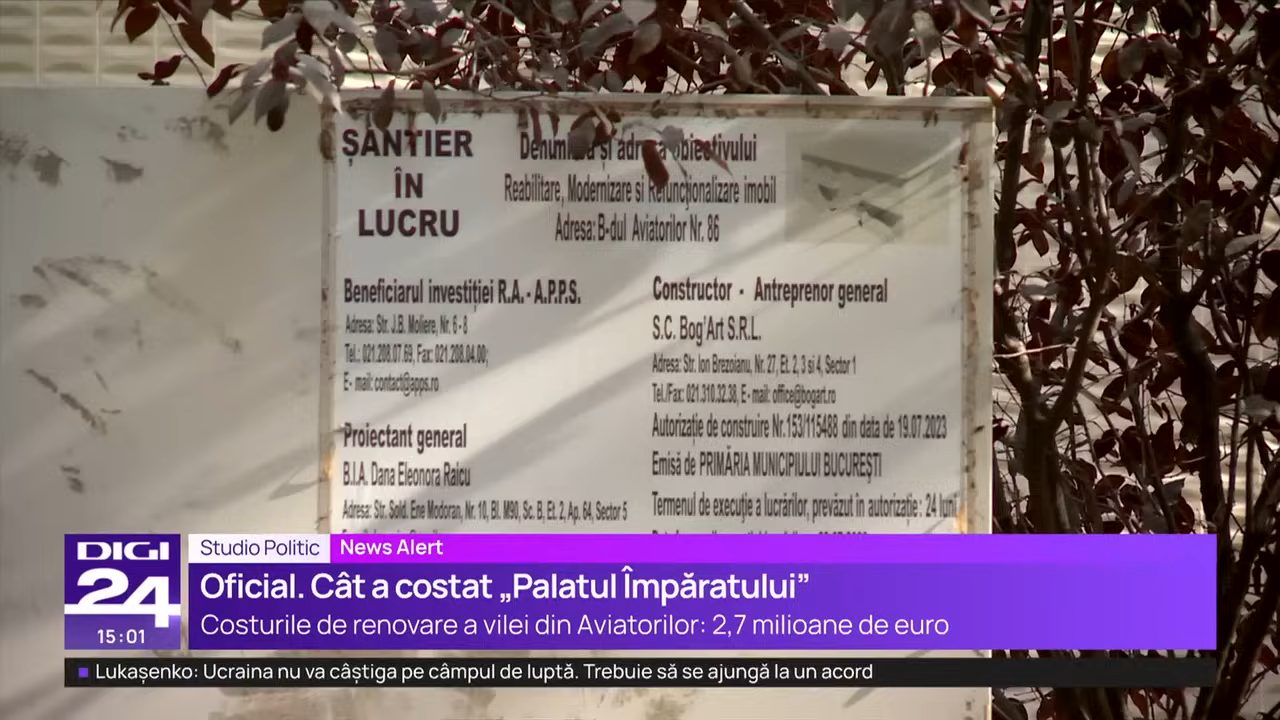 ȘANTIER
ÎN
LUCRU
Denumirea și adresa obiectivului
Reabilitare, Modernizare si Refuncționalizare imobil
Adresa: B-dul Aviatorilor Nr. 86
Beneficiarul investiției R.A. - A.P.P.S.
Adresa: Str. J.B. Moliere, Nr. 6 - 8
Tel.: 021.208.07.69, Fax: 021.208.04.00;
E- mail: contact@apps.ro
Proiectant general
B.I.A. Dana Eleonora Raicu
Adresa: Str. Sold. Ene Modoran, Nr. 10, Bl. M90, Sc. B, Et. 2, Ap. 64, Sector 5
Constructor - Antreprenor general
S.C. Bog'Art S.R.L.
Adresa: Str. Ion Brezoianu, Nr. 27, Et. 2, 3 si 4, Sector 1
Tel./Fax: 021.310.32.38, E- mail: office@bogart.ro
Autorizație de construire Nr.153/115488 din data de 19.07.2023
Emisă de PRIMĂRIA MUNICIPIULUI BUCUREȘTI
Termenul de execuție a lucrărilor, prevăzut în autorizație : 24 luni
DIGI
24
15:01
Studio Politic
News Alert
Oficial. Cât a costat „Palatul Împăratului”
Costurile de renovare a vilei din Aviatorilor: 2,7 milioane de euro
Lukașenko: Ucraina nu va câștiga pe câmpul de luptă. Trebuie să se ajungă la un acord